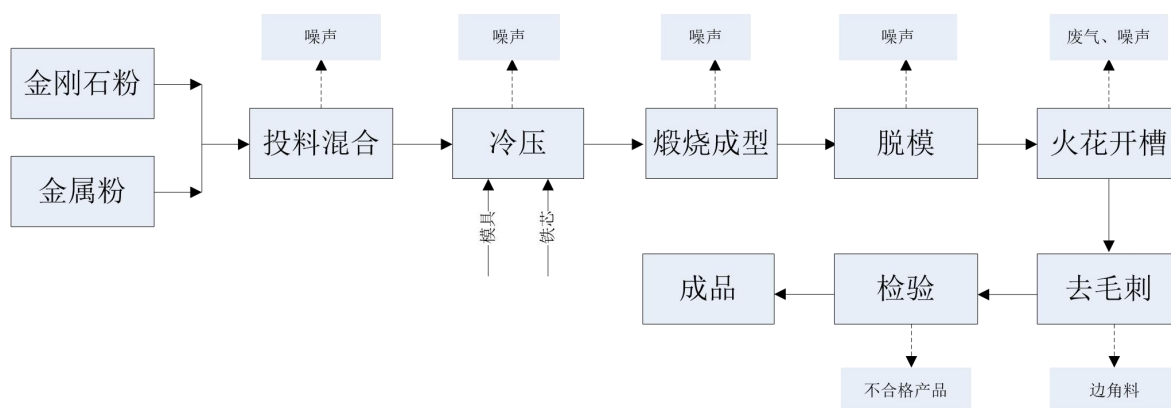 噪声
噪声
噪声
噪声
废气、噪声
金刚石粉
金属粉
投料混合
冷压
煅烧成型
脱模
火花开槽
模具
铁芯
成品
检验
去毛刺
不合格产品
边角料